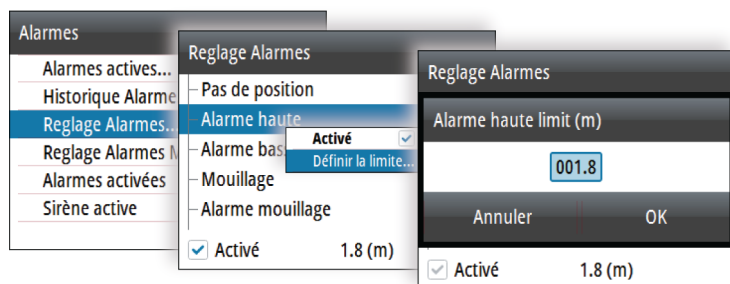 Alarmes
Alarmes actives...
Historique Alarme
Reglage Alarmes...
Reglage Alarmes
Alarmes activées
Sirène active
Reglage Alarmes
Pas de position
Alarme haute
Alarme bas
Mouillage
Alarme mouillage
Activé 1.8 (m)
Activé
Définir la limite...
Reglage Alarmes
Alarme haute limit (m)
001.8
Annuler OK
Activé 1.8 (m)